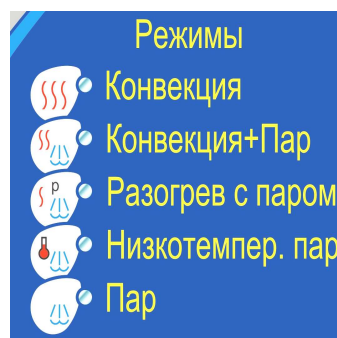 Режимы
Конвекция
Конвекция+Пар
P
Разогрев с паром
Низкотемпер. пар
Пар